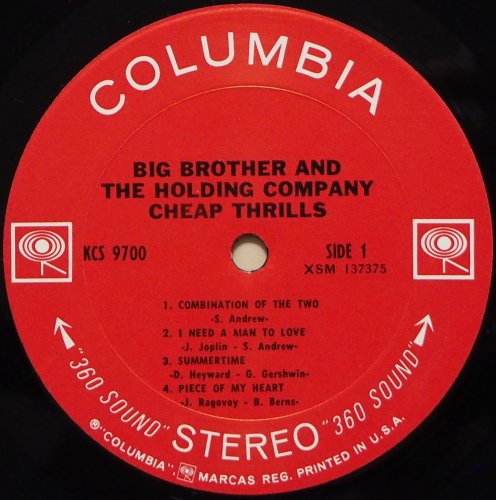 COLUMBIA
BIG BROTHER AND
THE HOLDING COMPANY
CHEAP THRILLS
KCS 9700
SIDE 1
XSM 137375
1. COMBINATION OF THE TWO
-S. Andrew-
2. I NEED A MAN TO LOVE
-J. Joplin - S. Andrew-
3. SUMMERTIME
-D. Heyward - G. Gershwin-
4. PIECE OF MY HEART
-J. Ragovoy - B. Berns-
"360 SOUND" STEREO "360 SOUND"
®"COLUMBIA", MARCAS REG. PRINTED IN U.S.A.